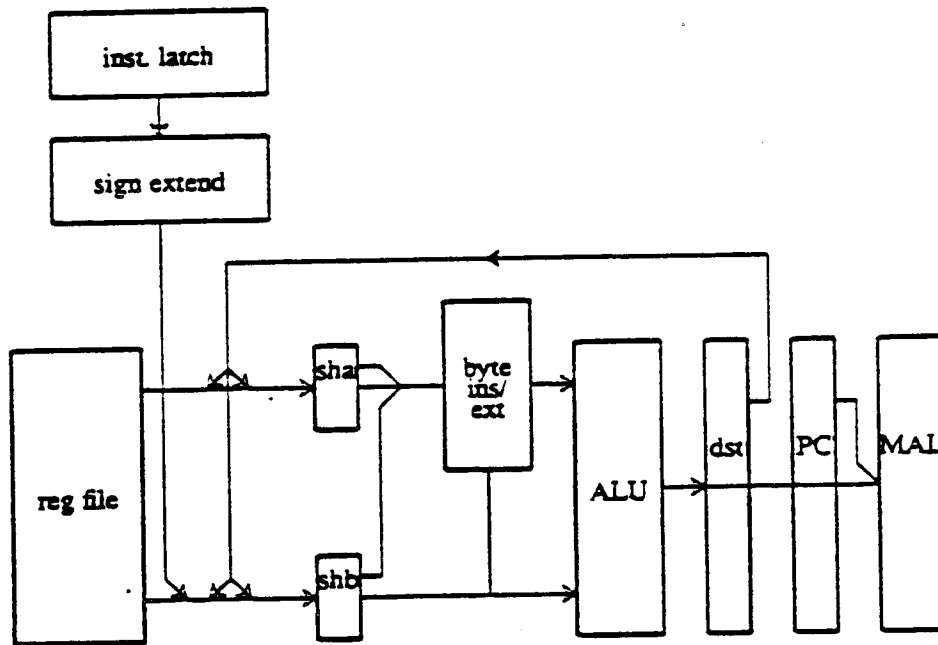 inst. latch
sign extend
reg file
sha
shb
byte
ins/
ext
ALU
dst
PC
MAL